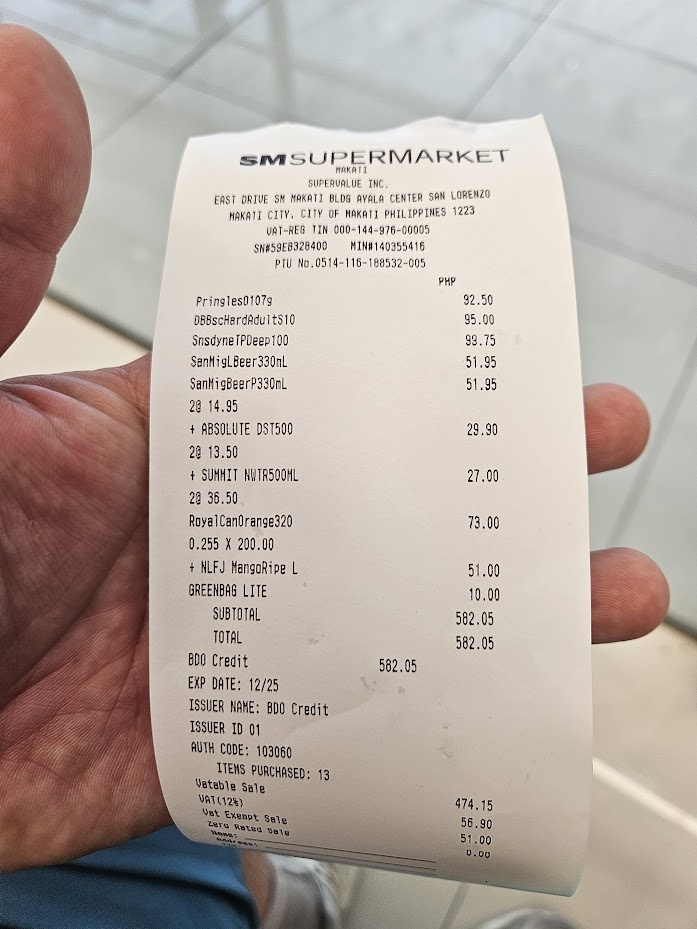 SM SUPERMARKET
MAKATI
SUPERVALUE INC.
EAST DRIVE SM MAKATI BLDG AYALA CENTER SAN LORENZO
MAKATI CITY, CITY OF MAKATI PHILIPPINES 1223
VAT-REG TIN 000-144-976-00005
SN#59EB328400 MIN#140355416
PTU No.0514-116-188532-005
PHP
Pringles0107g 92.50
DBBscHardAdultS10 95.00
SnsdyneTPDeep100 99.75
SanMigLBeer330mL 51.95
SanMigBeerP330mL 51.95
2@ 14.95
+ ABSOLUTE DST500 29.90
2@ 13.50
+ SUMMIT NWTR500ML 27.00
2@ 36.50
RoyalCanOrange320 73.00
0.255 X 200.00
+ NLFJ MangoRipe L 51.00
GREENBAG LITE 10.00
SUBTOTAL 582.05
TOTAL 582.05
BDO Credit 582.05
EXP DATE: 12/25
ISSUER NAME: BDO Credit
ISSUER ID 01
AUTH CODE: 103060
ITEMS PURCHASED: 13
Vatable Sale 474.15
VAT(12%) 56.90
Vat Exempt Sale 51.00
Zero Rated Sale 0.00
Name:
Address: